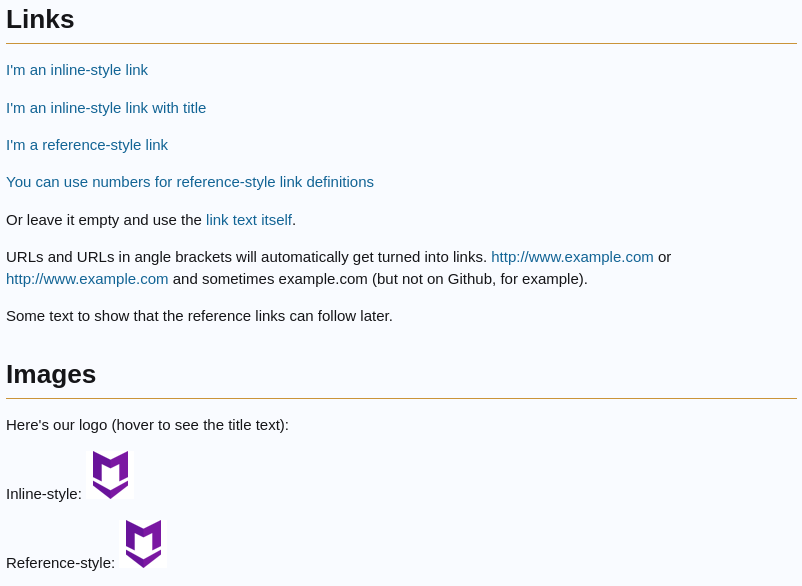 Links
I'm an inline-style link
I'm an inline-style link with title
I'm a reference-style link
You can use numbers for reference-style link definitions
Or leave it empty and use the link text itself.
URLs and URLs in angle brackets will automatically get turned into links. http://www.example.com or
http://www.example.com and sometimes example.com (but not on Github, for example).
Some text to show that the reference links can follow later.
Images
Here's our logo (hover to see the title text):
Inline-style:
Reference-style: